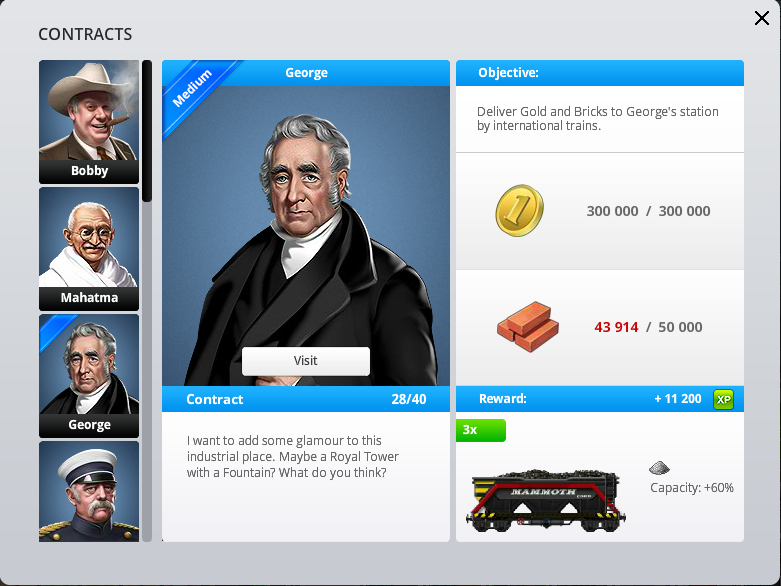 CONTRACTS
Bobby
Mahatma
George
Medium
George
Visit
Contract 28/40
I want to add some glamour to this
industrial place. Maybe a Royal Tower
with a Fountain? What do you think?
Objective:
Deliver Gold and Bricks to George's station
by international trains.
1
300 000 / 300 000
43 914 / 50 000
Reward: + 11 200 XP
3x
MAMMOTH
Capacity: +60%